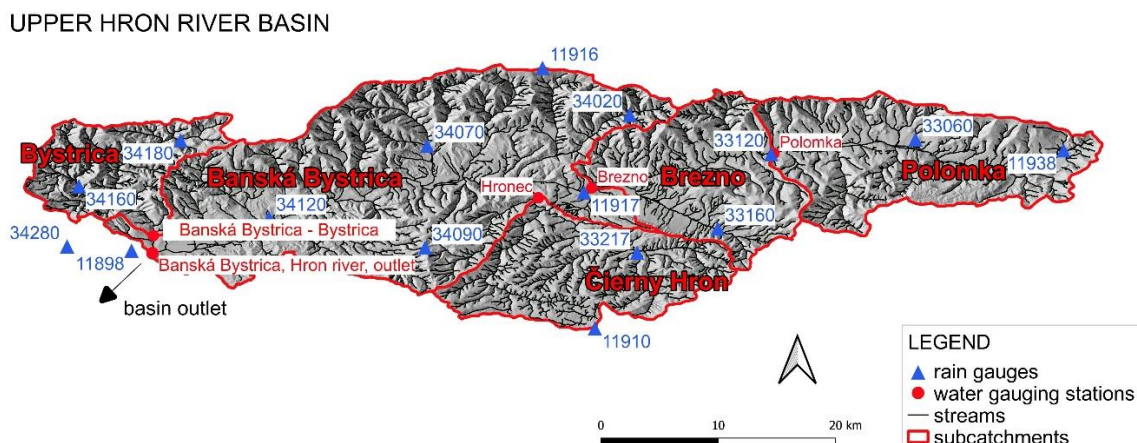 UPPER HRON RIVER BASIN
11916
34020
34070
33120
Polomka
33060
11938
34180
Bystrica
Banská Bystrica
Brezno
Polomka
Hronec
Brezno
11917
34160
34120
33160
34280
Banská Bystrica - Bystrica
34090
33217
11898
Banská Bystrica, Hron river, outlet
Čierny Hron
basin outlet
11910
LEGEND
rain gauges
water gauging stations
streams
subcatchments
0 10 20 km